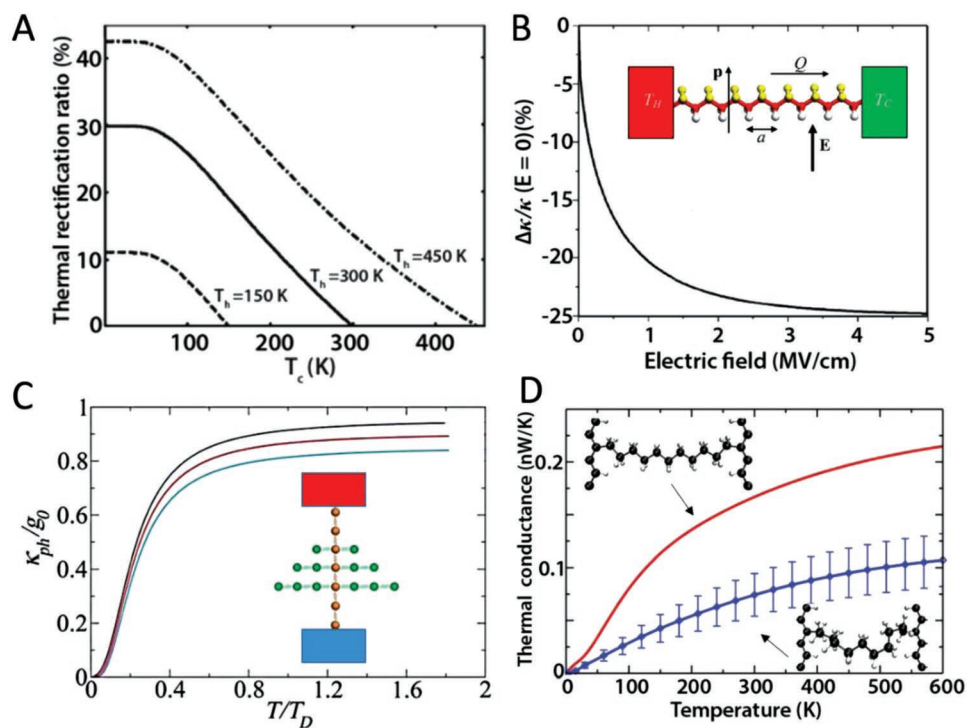 A
Thermal rectification ratio (%)
40
30
20
10
0
T_h=450 K
T_h=300 K
T_h=150 K
100 200 300 400
T_c (K)
B
Δκ/κ (E = 0)(%)
0
-5
-10
-15
-20
-25
p
Q
T_H
T_C
a
E
0 1 2 3 4 5
Electric field (MV/cm)
C
κ_ph/g_0
1
0.8
0.6
0.4
0.2
0
0 0.4 0.8 1.2 1.6 2
T/T_D
D
Thermal conductance (nW/K)
0.2
0.1
0
0 100 200 300 400 500 600
Temperature (K)